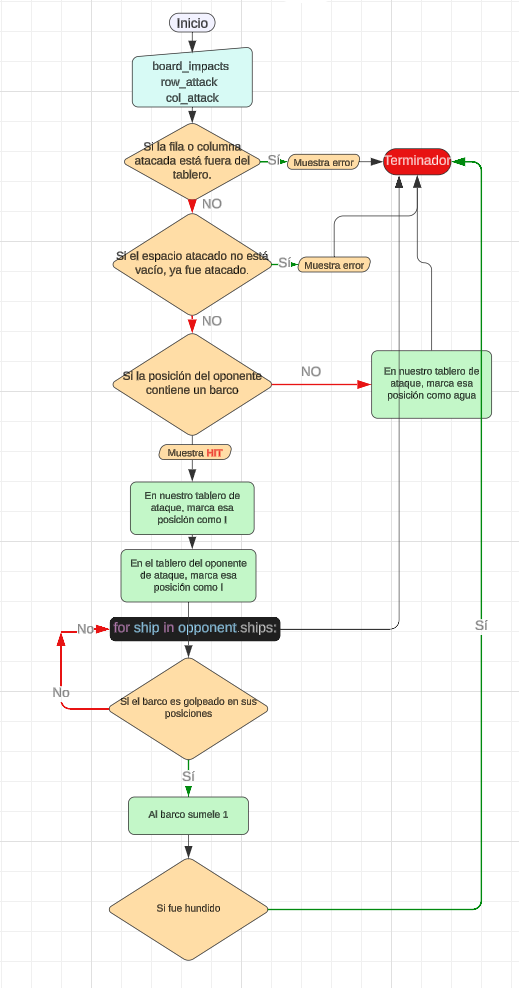 Inicio
board_impacts
row_attack
col_attack
Si la fila o columna
atacada está fuera del
tablero.
Sí
Muestra error
Terminador
NO
Si el espacio atacado no está
vacío, ya fue atacado.
Sí
Muestra error
NO
Si la posición del oponente
contiene un barco
NO
En nuestro tablero de
ataque, marca esa
posición como agua
Muestra HIT
En nuestro tablero de
ataque, marca esa
posición como I
En el tablero del oponente
de ataque, marca esa
posición como I
No
for ship in opponent.ships:
Sí
No
Si el barco es golpeado en sus
posiciones
Sí
Al barco sumele 1
Si fue hundido